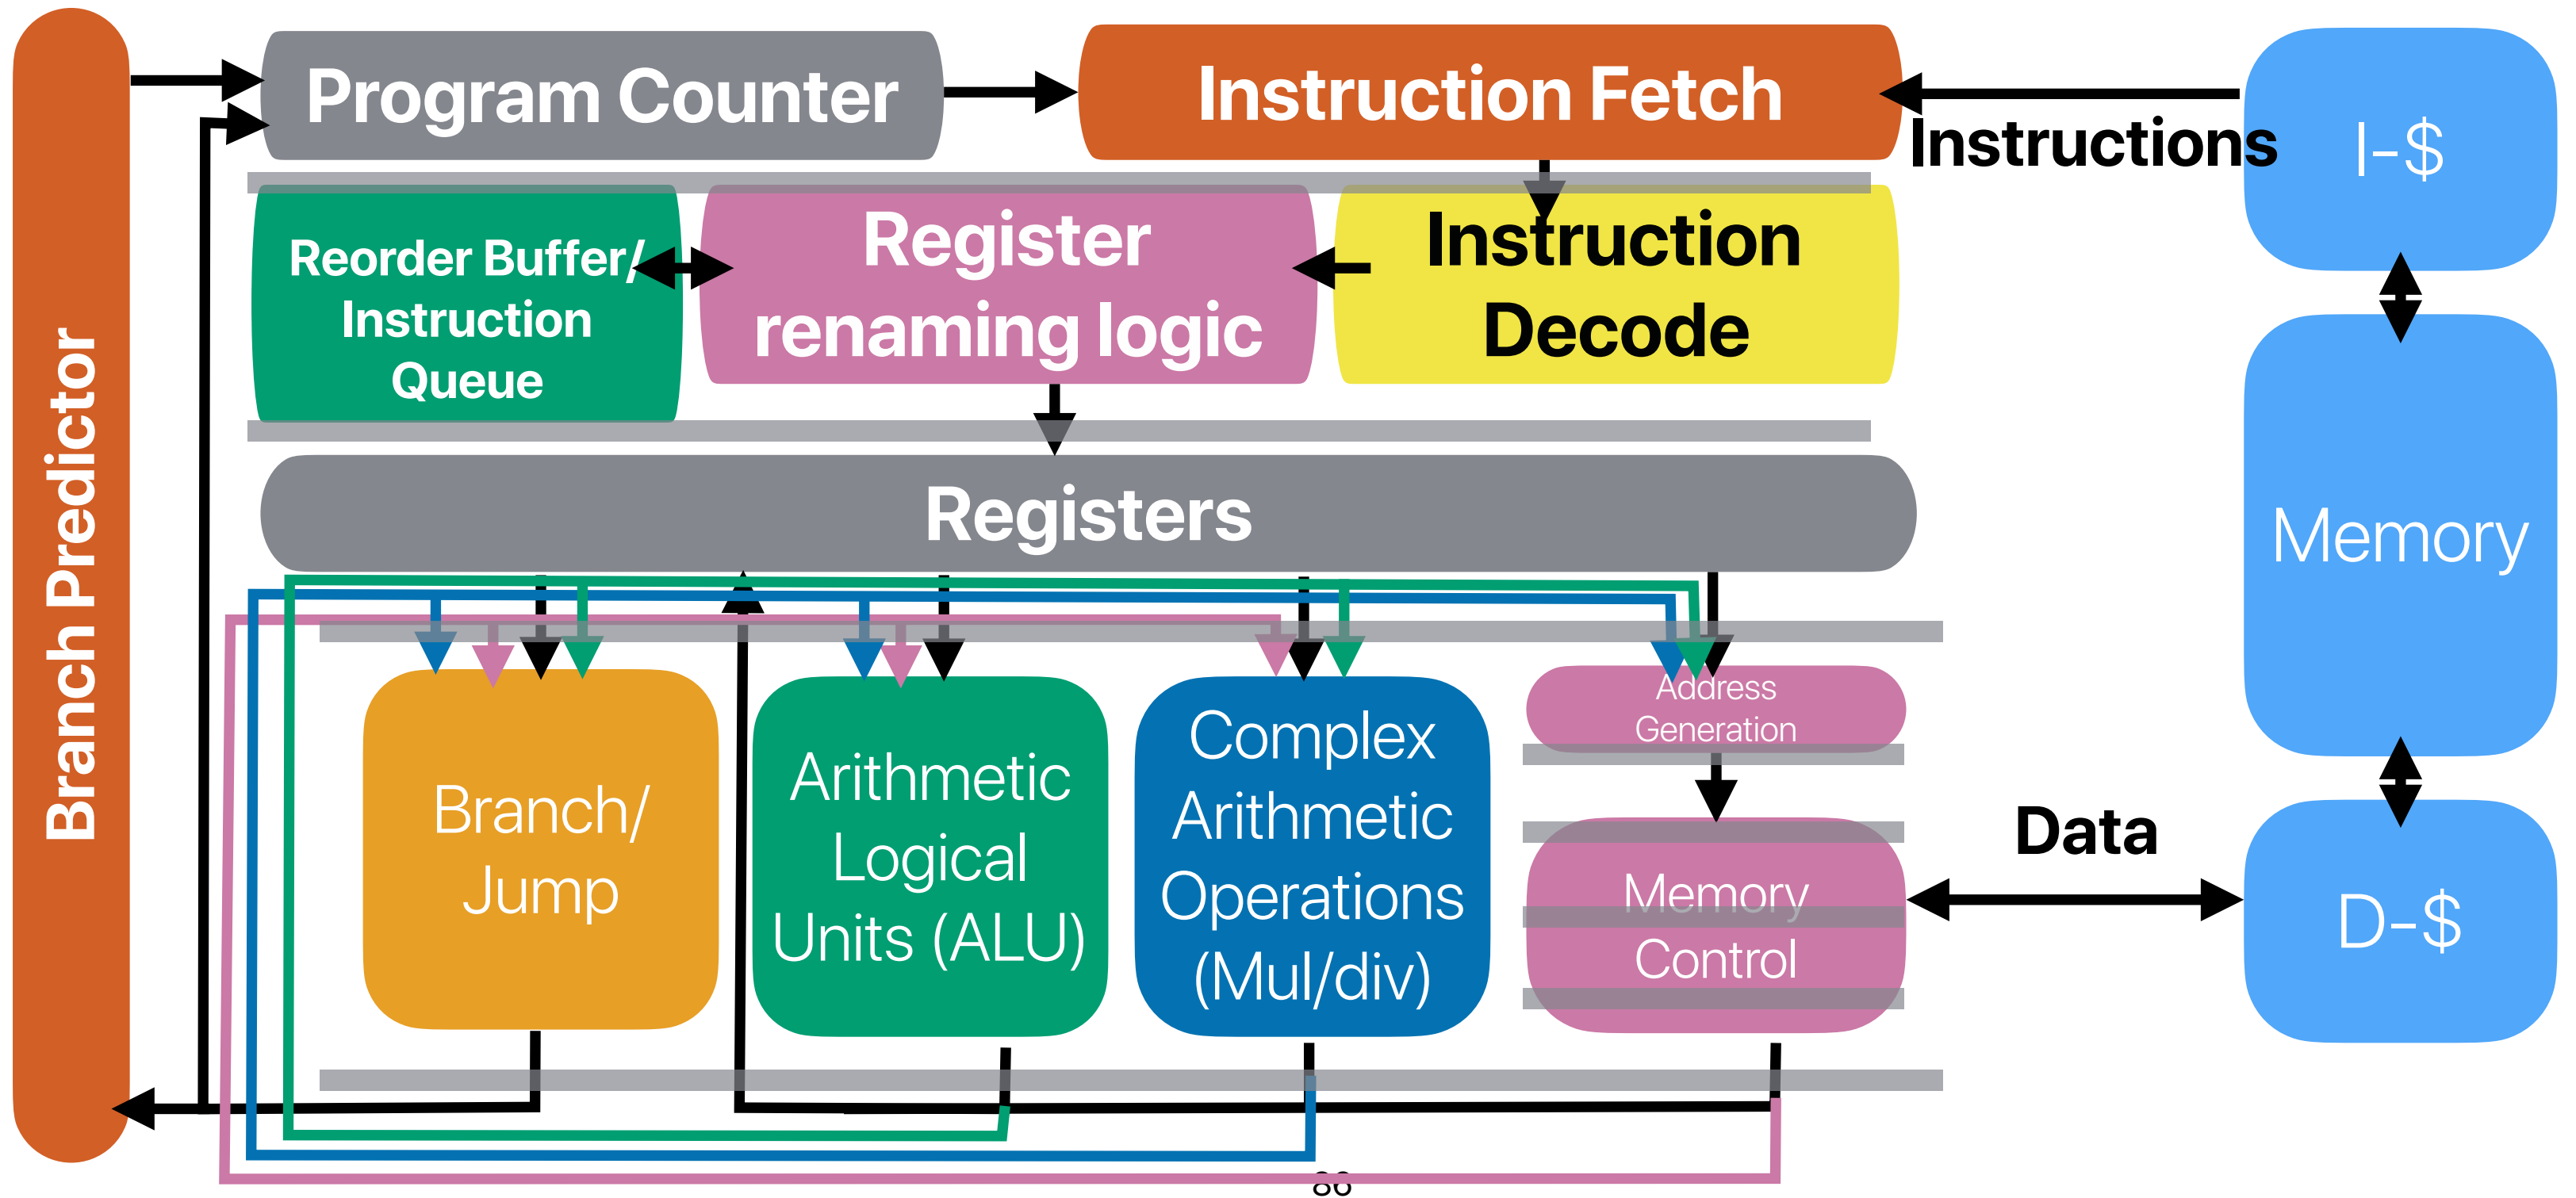 Branch Predictor
Program Counter
Instruction Fetch
Instructions
I-$
Reorder Buffer/
Instruction
Queue
Register
renaming logic
Instruction
Decode
Registers
Memory
Branch/
Jump
Arithmetic
Logical
Units (ALU)
Complex
Arithmetic
Operations
(Mul/div)
Address
Generation
Memory
Control
Data
D-$
86